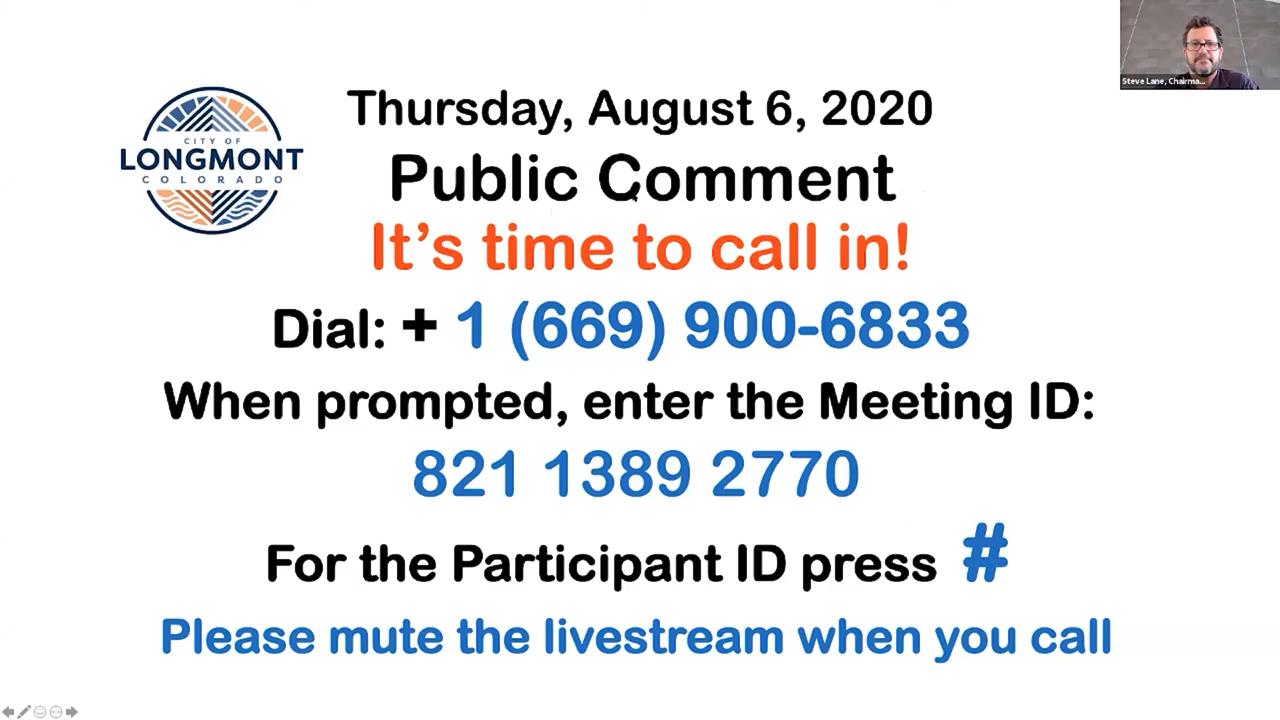 Steve Lane, Chairma...
CITY OF
LONGMONT
COLORADO
Thursday, August 6, 2020
Public Comment
It's time to call in!
Dial: + 1 (669) 900-6833
When prompted, enter the Meeting ID:
821 1389 2770
For the Participant ID press #
Please mute the livestream when you call